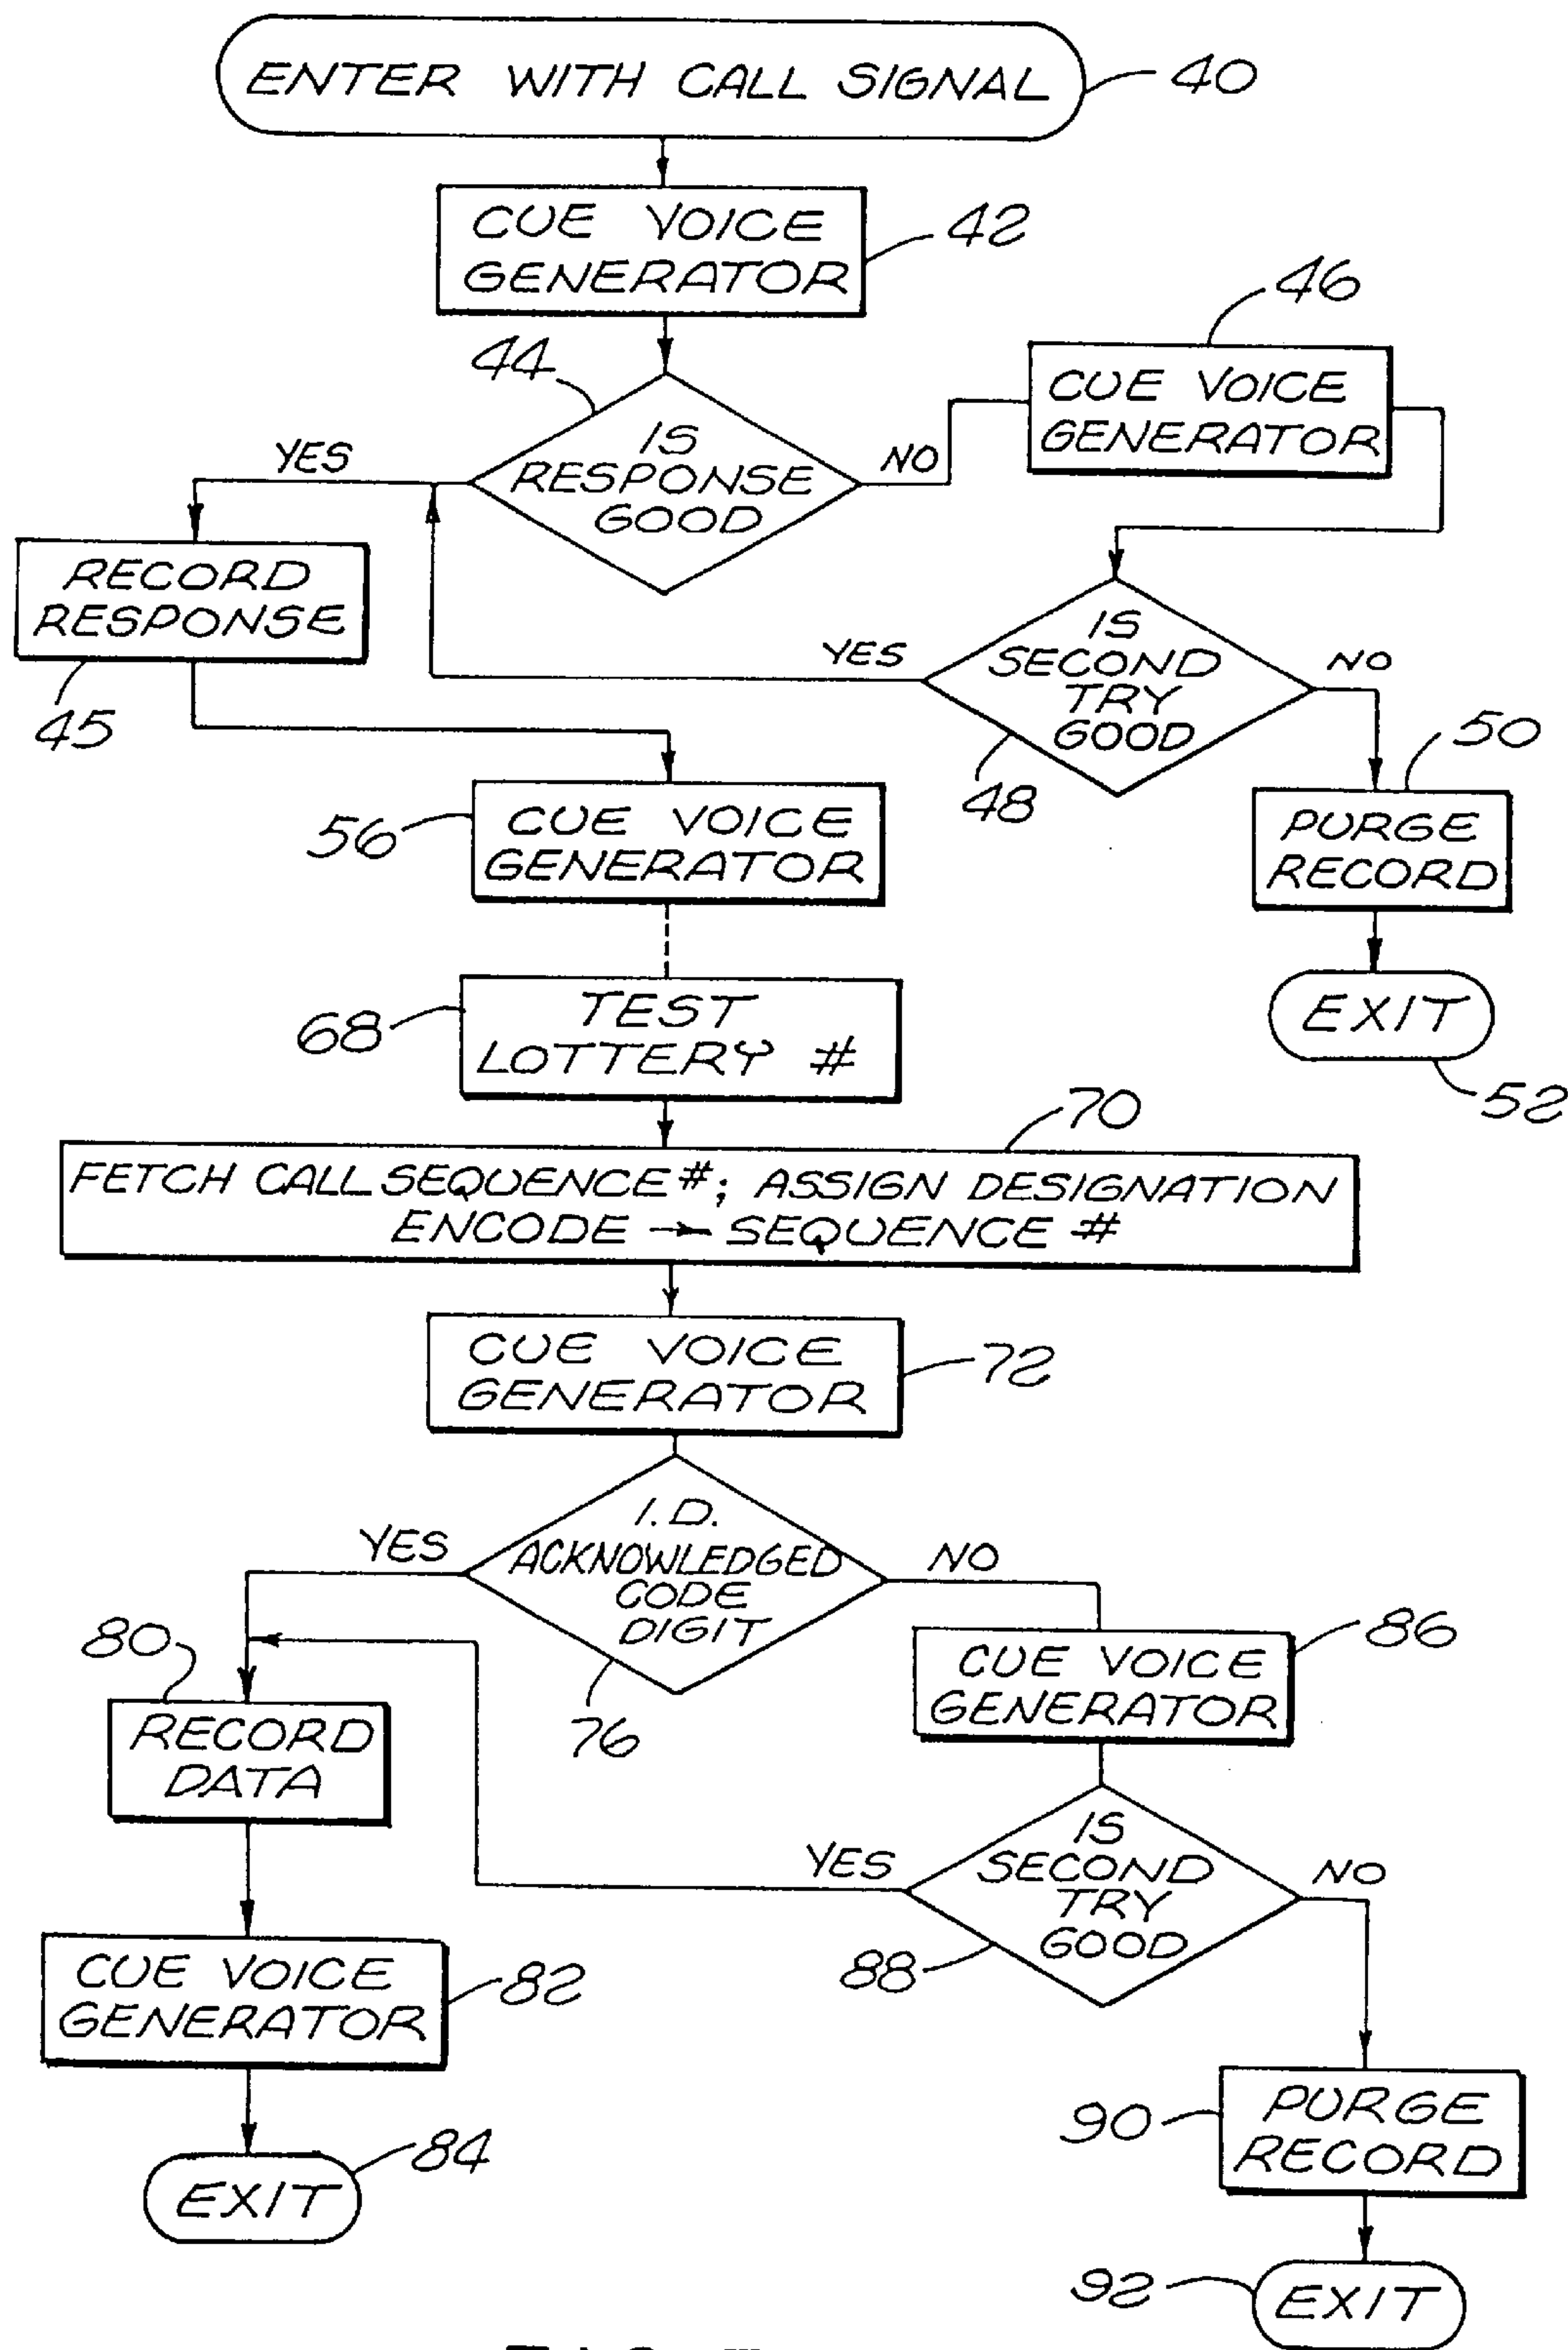 ENTER WITH CALL SIGNAL
40
CUE VOICE
GENERATOR
42
44
IS
RESPONSE
GOOD
YES
NO
46
CUE VOICE
GENERATOR
RECORD
RESPONSE
45
IS
SECOND
TRY
GOOD
YES
NO
48
50
PURGE
RECORD
EXIT
52
56
CUE VOICE
GENERATOR
68
TEST
LOTTERY #
70
FETCH CALL SEQUENCE #; ASSIGN DESIGNATION
ENCODE → SEQUENCE #
CUE VOICE
GENERATOR
72
I.D.
ACKNOWLEDGED
CODE
DIGIT
YES
NO
76
80
RECORD
DATA
86
CUE VOICE
GENERATOR
IS
SECOND
TRY
GOOD
YES
NO
88
CUE VOICE
GENERATOR
82
EXIT
84
90
PURGE
RECORD
92
EXIT